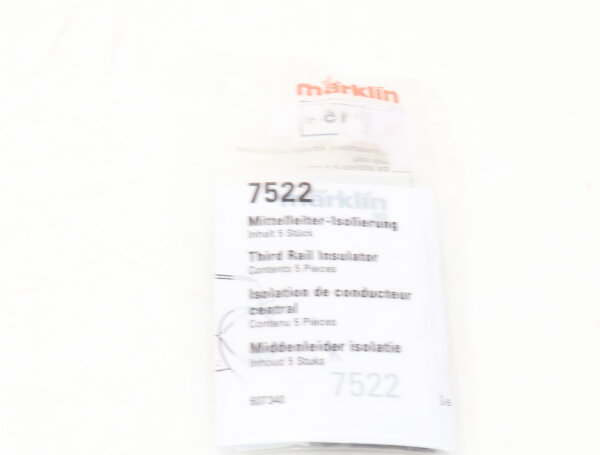 märklin
7522
märklin
Mittelleiter-Isolierung
Inhalt 5 Stück
Third Rail Insulator
Contents 5 Pieces
Isolation de conducteur
central
Contenu 5 Pièces
Middenleider isolatie
Inhoud 5 Stuks
7522
607340